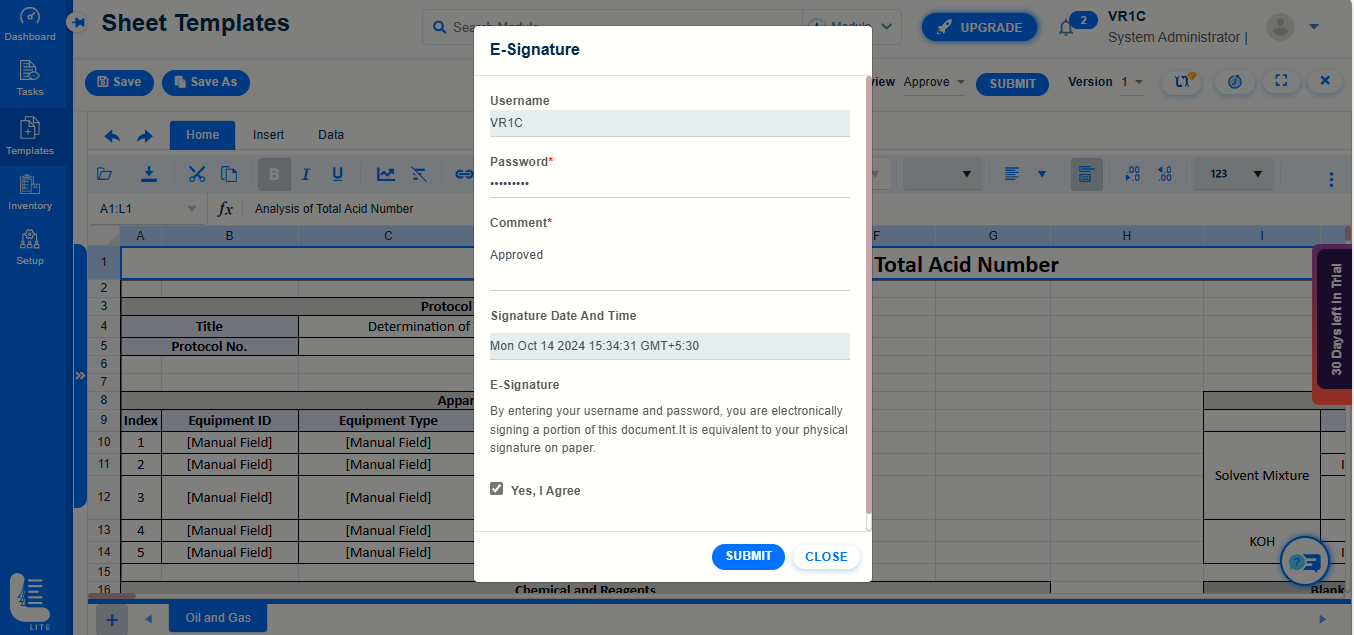 Dashboard
Tasks
Templates
Inventory
Setup
LITE
Sheet Templates
Search Module
Module
UPGRADE
2
VR1C
System Administrator |
Save
Save As
view
Approve
SUBMIT
Version
1
Home
Insert
Data
B
I
U
.00
.00
123
A1:L1
fx
Analysis of Total Acid Number
A
B
C
F
G
H
I
1
Total Acid Number
2
3
Protocol
4
Title
Determination of
5
Protocol No.
6
7
8
Appar
9
Index
Equipment ID
Equipment Type
10
1
[Manual Field]
[Manual Field]
11
2
[Manual Field]
[Manual Field]
12
3
[Manual Field]
[Manual Field]
Solvent Mixture
13
4
[Manual Field]
[Manual Field]
KOH
14
5
[Manual Field]
[Manual Field]
15
16
Chemical and Reagents
Blank
Oil and Gas
30 Days left in Trial
E-Signature
Username
VR1C
Password*
•••••••••
Comment*
Approved
Signature Date And Time
Mon Oct 14 2024 15:34:31 GMT+5:30
E-Signature
By entering your username and password, you are electronically
signing a portion of this document.It is equivalent to your physical
signature on paper.
Yes, I Agree
SUBMIT
CLOSE